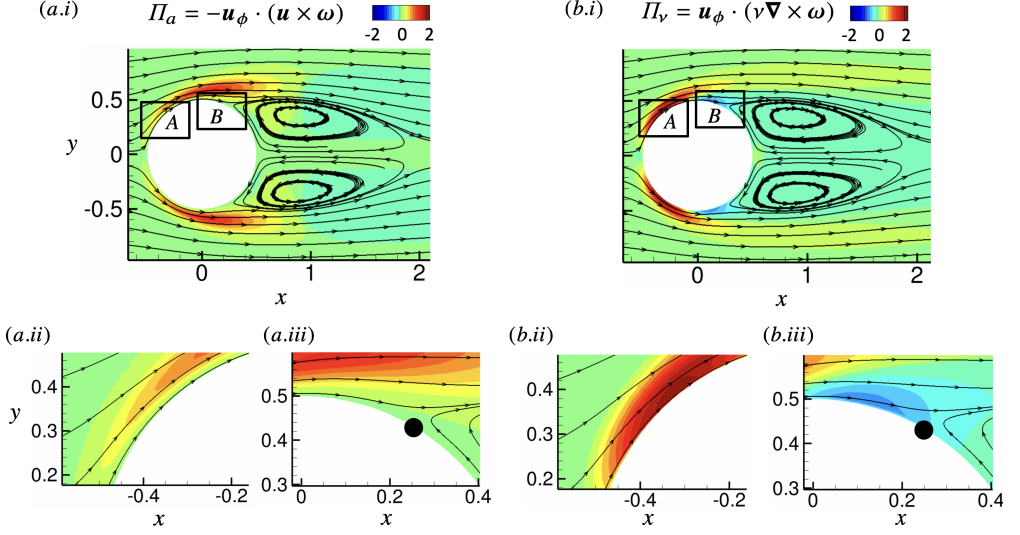 (a.i) Π_a = −u_ϕ · (u × ω)
-2 0 2
0.5
A
B
y
0
-0.5
0 1 2
x
(b.i) Π_ν = u_ϕ · (ν∇ × ω)
-2 0 2
0.5
A
B
0
-0.5
0 1 2
x
(a.ii)
0.4
y
0.3
0.2
-0.4 -0.2
x
(a.iii)
0.5
0.4
0.3
0 0.2 0.4
x
(b.ii)
0.4
0.3
0.2
-0.4 -0.2
x
(b.iii)
0.5
0.4
0.3
0 0.2 0.4
x